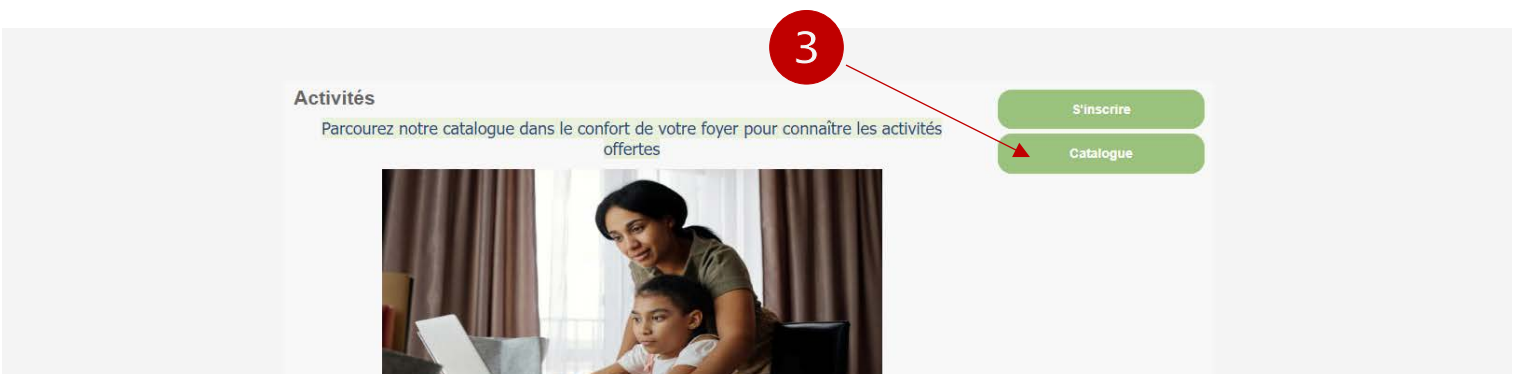 3
Activités
S'inscrire
Parcourez notre catalogue dans le confort de votre foyer pour connaître les activités
offertes
Catalogue